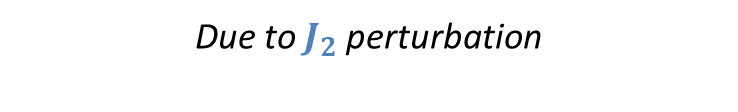 Due to J₂ perturbation